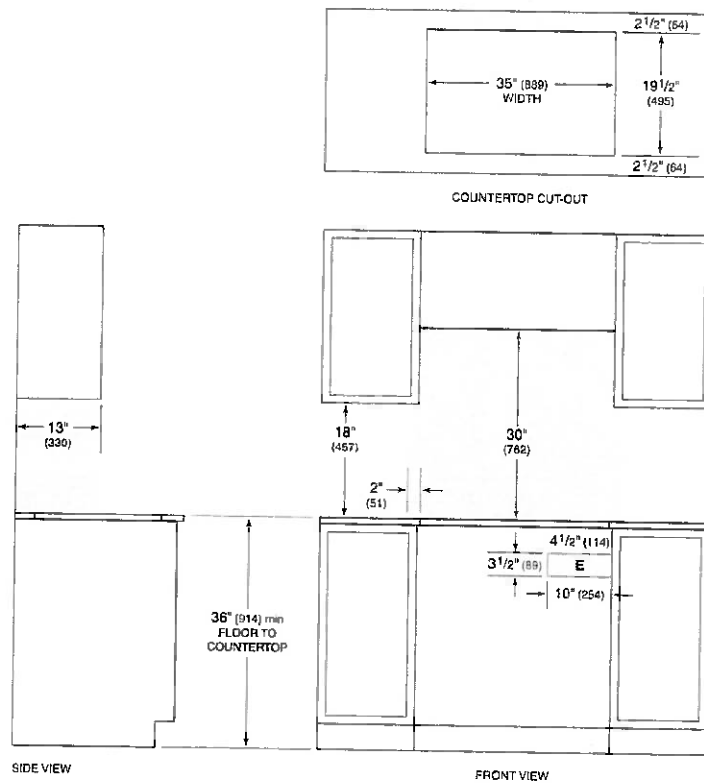 2 1/2" (64)
35" (889)
WIDTH
19 1/2"
(495)
2 1/2" (64)
COUNTERTOP CUT-OUT
13"
(330)
18"
(457)
30"
(762)
2"
(51)
4 1/2" (114)
3 1/2" (89)
E
10" (254)
36" (914) min
FLOOR TO
COUNTERTOP
SIDE VIEW
FRONT VIEW